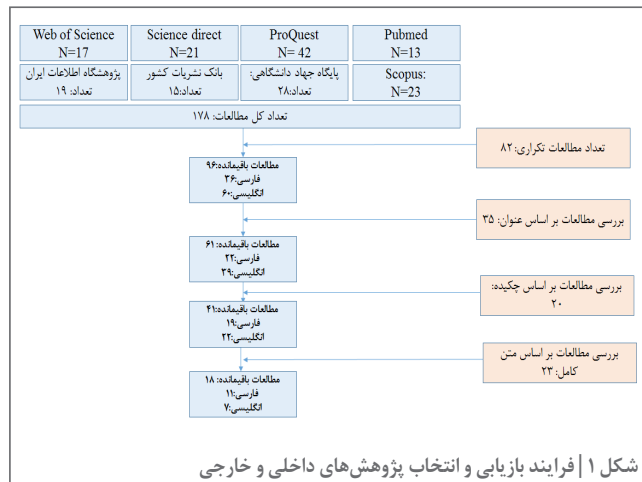 Web of Science
N=17
Science direct
N=21
ProQuest
N= 42
Pubmed
N=13
پژوهشگاه اطلاعات ایران
تعداد: ۱۹
بانک نشریات کشور
تعداد:۱۵
پایگاه جهاد دانشگاهی:
تعداد:۲۸
Scopus:
N=23
تعداد کل مطالعات: ۱۷۸
تعداد مطالعات تکراری: ۸۲
مطالعات باقیمانده:۹۶
فارسی:۳۶
انگلیسی:۶۰
بررسی مطالعات بر اساس عنوان: ۳۵
مطالعات باقیمانده: ۶۱
فارسی:۲۲
انگلیسی:۳۹
بررسی مطالعات بر اساس چکیده:
۲۰
مطالعات باقیمانده: ۴۱
فارسی:۱۹
انگلیسی:۲۲
بررسی مطالعات بر اساس متن
کامل: ۲۳
مطالعات باقیمانده: ۱۸
فارسی:۱۱
انگلیسی:۷
شکل ۱ | فرایند بازیابی و انتخاب پژوهش‌های داخلی و خارجی